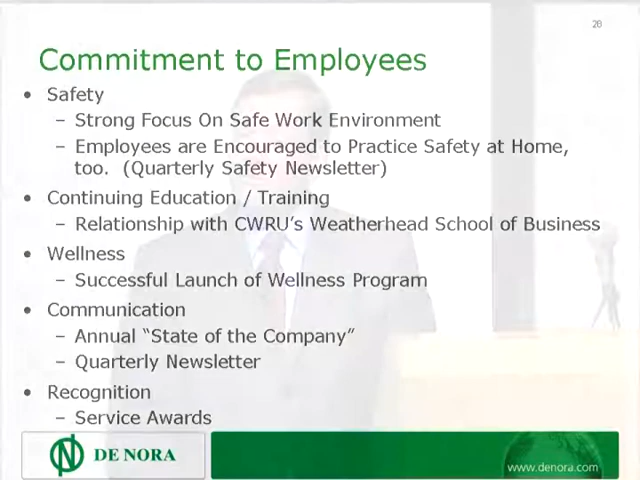 28
Commitment to Employees
• Safety
– Strong Focus On Safe Work Environment
– Employees are Encouraged to Practice Safety at Home,
too. (Quarterly Safety Newsletter)
• Continuing Education / Training
– Relationship with CWRU's Weatherhead School of Business
• Wellness
– Successful Launch of Wellness Program
• Communication
– Annual “State of the Company”
– Quarterly Newsletter
• Recognition
– Service Awards
DE NORA
www.denora.com